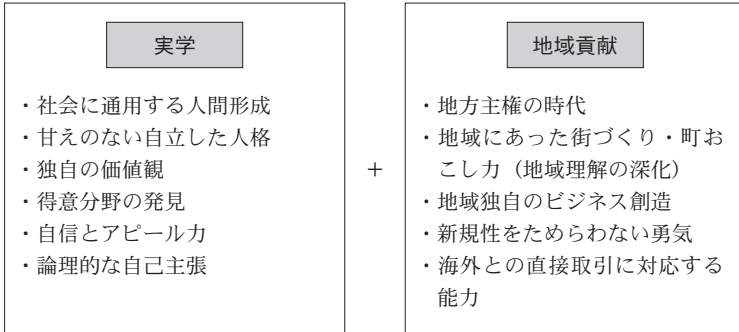 実学
・社会に通用する人間形成
・甘えのない自立した人格
・独自の価値観
・得意分野の発見
・自信とアピール力
・論理的な自己主張
+
地域貢献
・地方主権の時代
・地域にあった街づくり・町お
こし力（地域理解の深化）
・地域独自のビジネス創造
・新規性をためらわない勇気
・海外との直接取引に対応する
能力